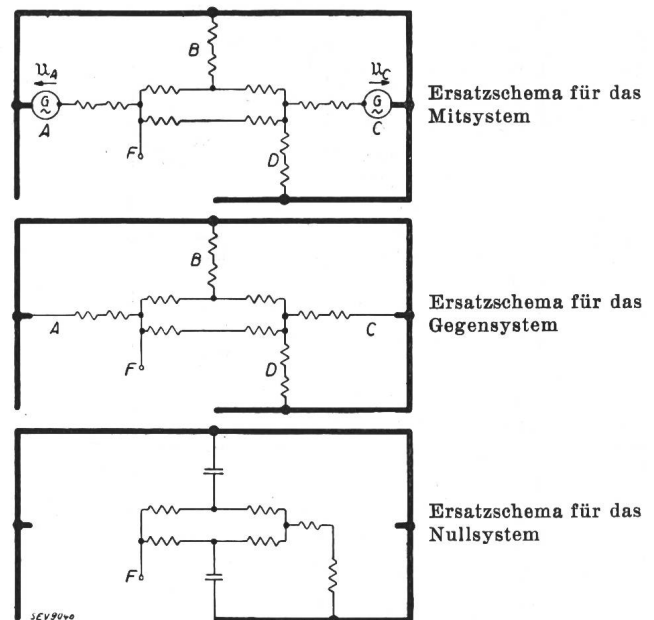 B
𝔘A
𝔘C
G
~
A
G
~
C
Ersatzschema für das
Mitsystem
F
D
B
A
C
Ersatzschema für das
Gegensystem
F
D
Ersatzschema für das
Nullsystem
F
SEV9040